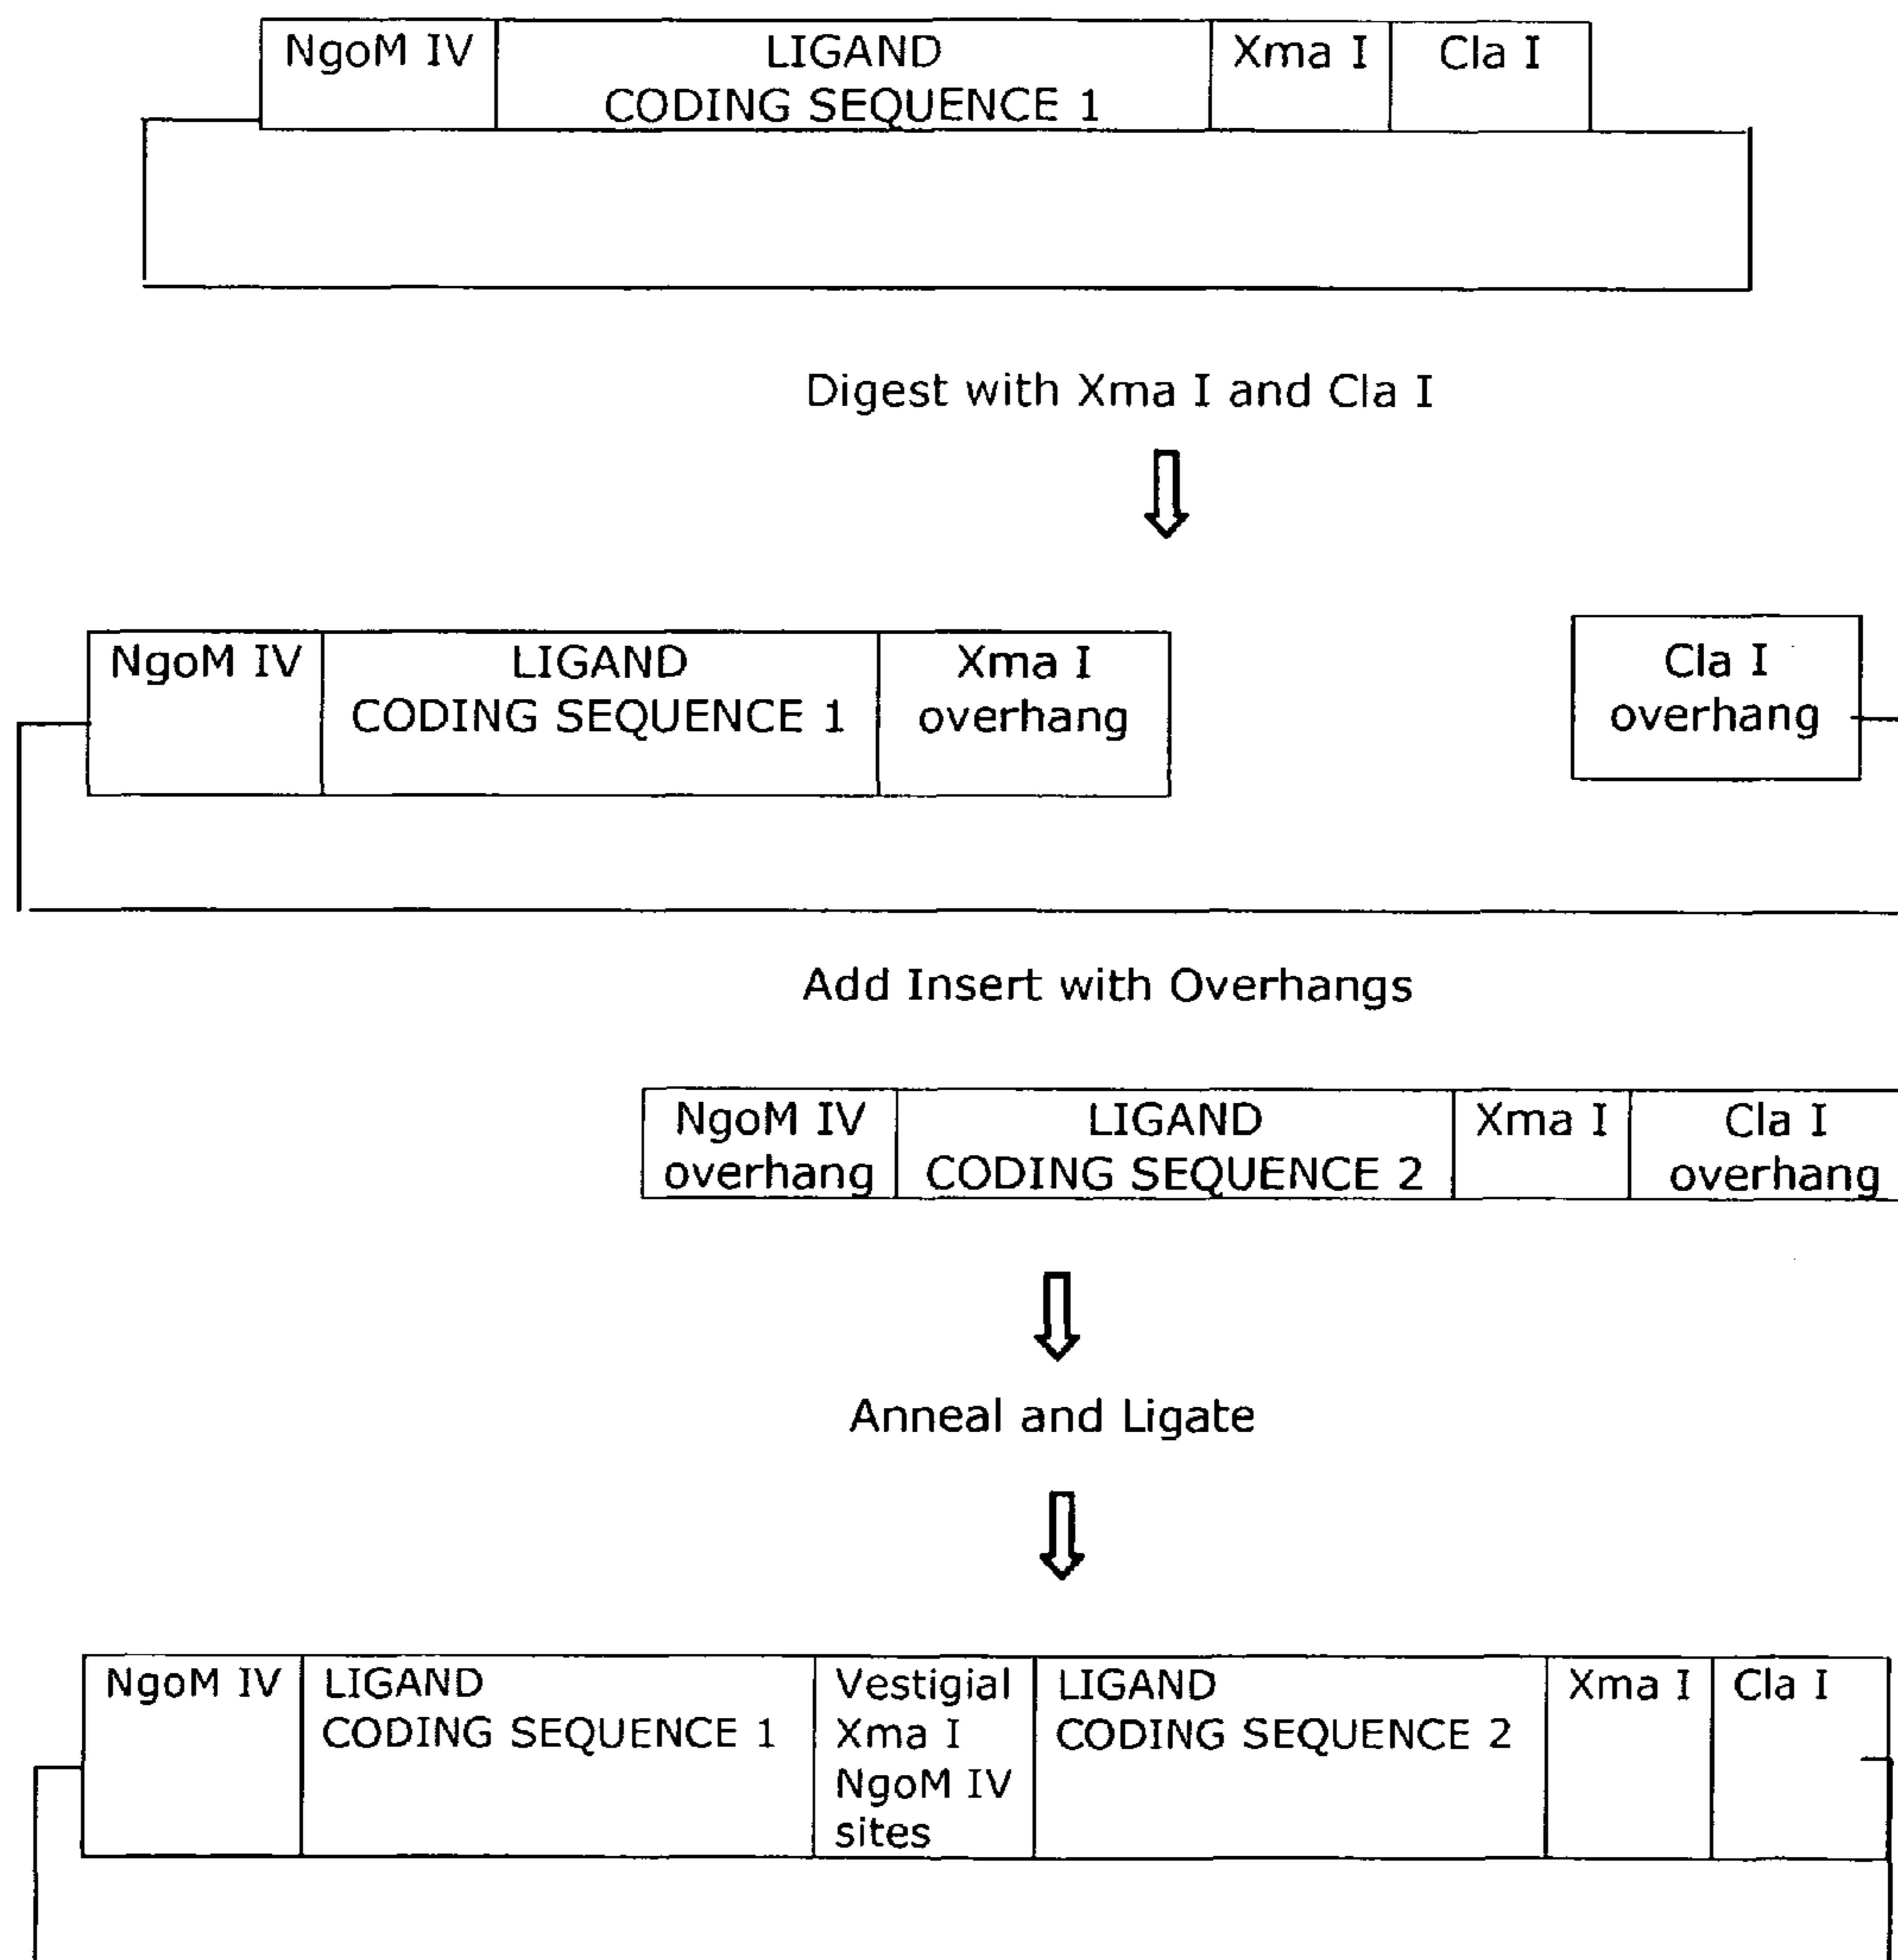 NgoM IV LIGAND Xma I Cla I
CODING SEQUENCE 1
Digest with Xma I and Cla I
NgoM IV LIGAND Xma I Cla I
CODING SEQUENCE 1 overhang overhang
Add Insert with Overhangs
NgoM IV LIGAND Xma I Cla I
overhang CODING SEQUENCE 2 overhang
Anneal and Ligate
NgoM IV LIGAND Vestigial LIGAND Xma I Cla I
CODING SEQUENCE 1 Xma I CODING SEQUENCE 2
NgoM IV
sites